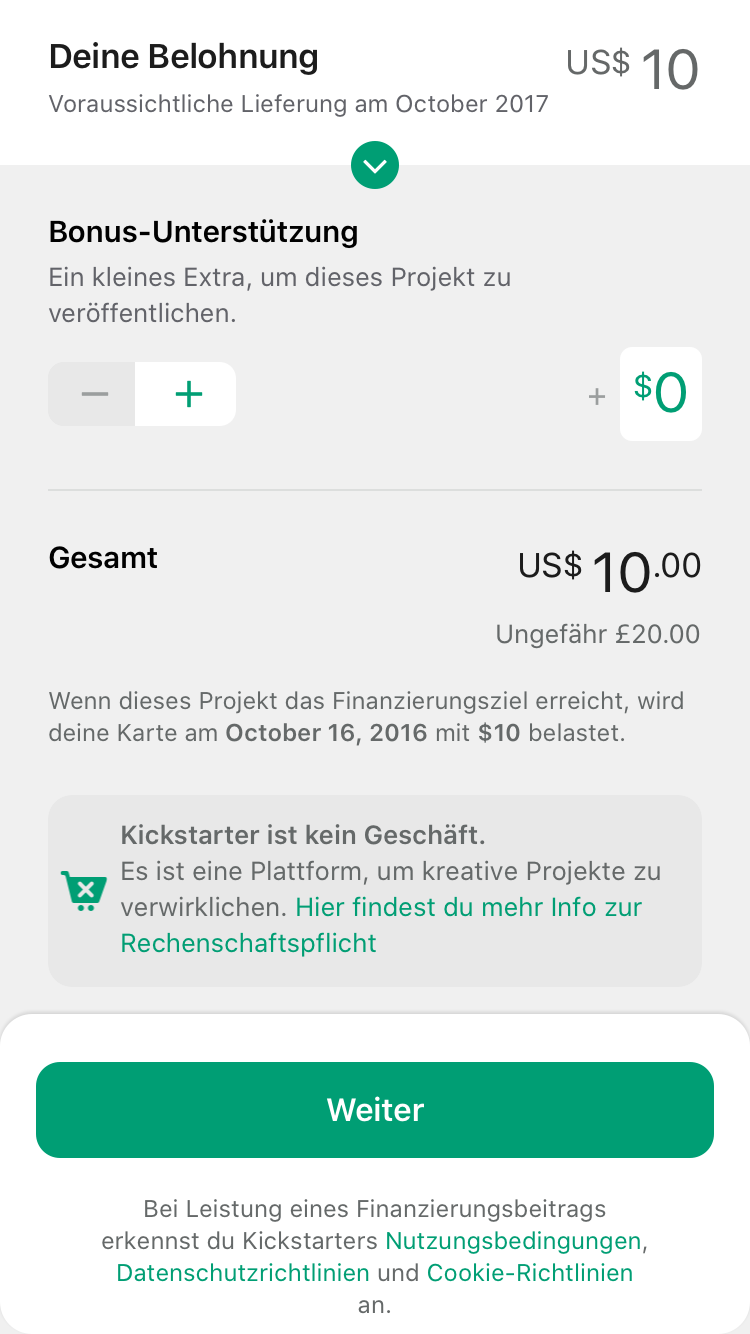 Deine Belohnung
US$ 10
Voraussichtliche Lieferung am October 2017
Bonus-Unterstützung
Ein kleines Extra, um dieses Projekt zu
veröffentlichen.
+ $0
Gesamt
US$ 10.00
Ungefähr £20.00
Wenn dieses Projekt das Finanzierungsziel erreicht, wird
deine Karte am October 16, 2016 mit $10 belastet.
Kickstarter ist kein Geschäft.
Es ist eine Plattform, um kreative Projekte zu
verwirklichen. Hier findest du mehr Info zur
Rechenschaftspflicht
Weiter
Bei Leistung eines Finanzierungsbeitrags
erkennst du Kickstarters Nutzungsbedingungen,
Datenschutzrichtlinien und Cookie-Richtlinien
an.